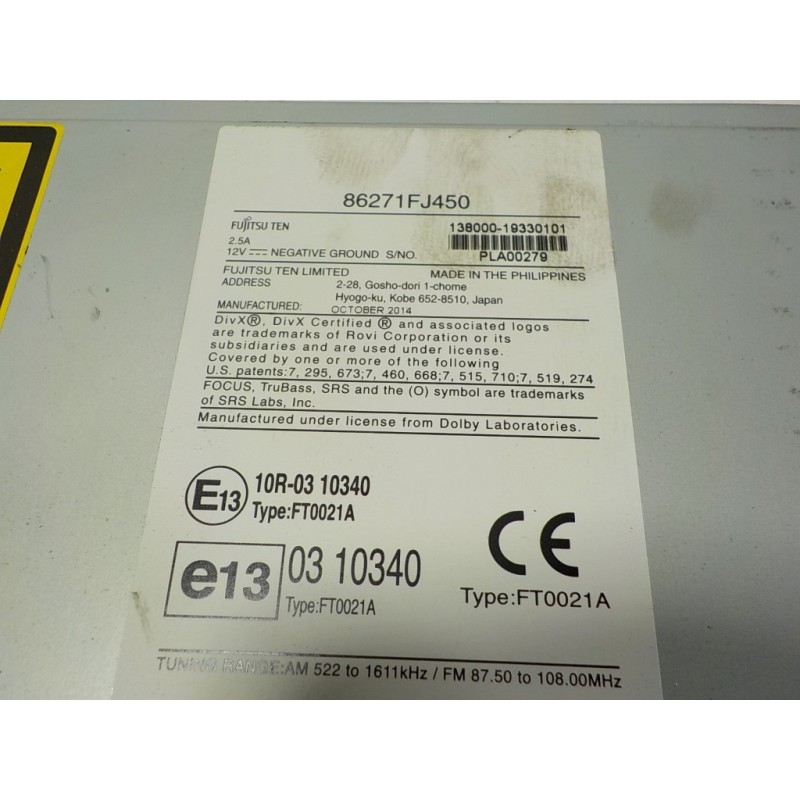 86271FJ450
FUJITSU TEN
138000-19330101
2.5A
12V NEGATIVE GROUND S/NO. PLA00279
FUJITSU TEN LIMITED MADE IN THE PHILIPPINES
ADDRESS 2-28, Gosho-dori 1-chome
Hyogo-ku, Kobe 652-8510, Japan
MANUFACTURED: OCTOBER 2014
DivX®, DivX Certified ® and associated logos
are trademarks of Rovi Corporation or its
subsidiaries and are used under license.
Covered by one or more of the following
U.S. patents:7, 295, 673;7, 460, 668;7, 515, 710;7, 519, 274
FOCUS, TruBass, SRS and the (O) symbol are trademarks
of SRS Labs, Inc.
Manufactured under license from Dolby Laboratories.
E13 10R-03 10340
Type:FT0021A
e13 03 10340
Type:FT0021A
CE
Type:FT0021A
TUNING RANGE:AM 522 to 1611kHz / FM 87.50 to 108.00MHz